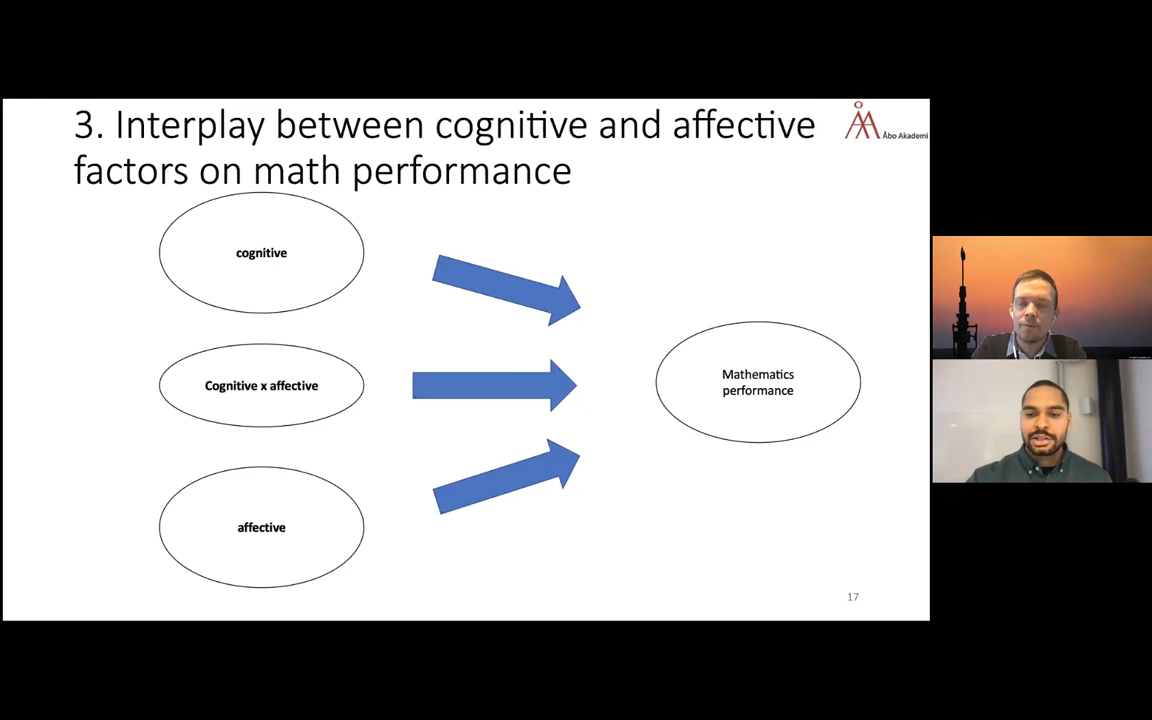 3. Interplay between cognitive and affective
factors on math performance
Åbo Akademi
cognitive
Cognitive x affective
affective
Mathematics
performance
17